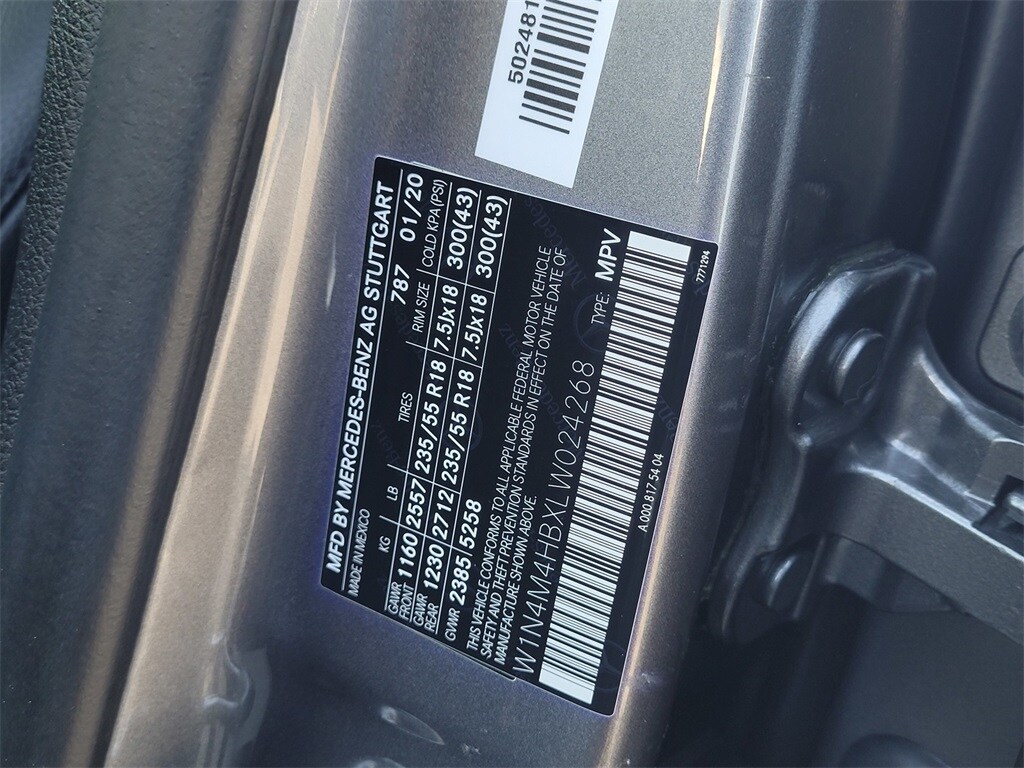 502481
MFD BY MERCEDES-BENZ AG STUTTGART
MADE IN MEXICO 787 01/20
KG LB TIRES RIM SIZE COLD KPA(PSI)
GAWR FRONT 1160 2557 235/55 R18 7.5Jx18 300(43)
GAWR REAR 1230 2712 235/55 R18 7.5Jx18 300(43)
GVWR 2385 5258
THIS VEHICLE CONFORMS TO ALL APPLICABLE FEDERAL MOTOR VEHICLE
SAFETY AND THEFT PREVENTION STANDARDS IN EFFECT ON THE DATE OF
MANUFACTURE SHOWN ABOVE.
W1N4M4HBXLW024268 TYPE: MPV
A 000 817 54 04 7771294